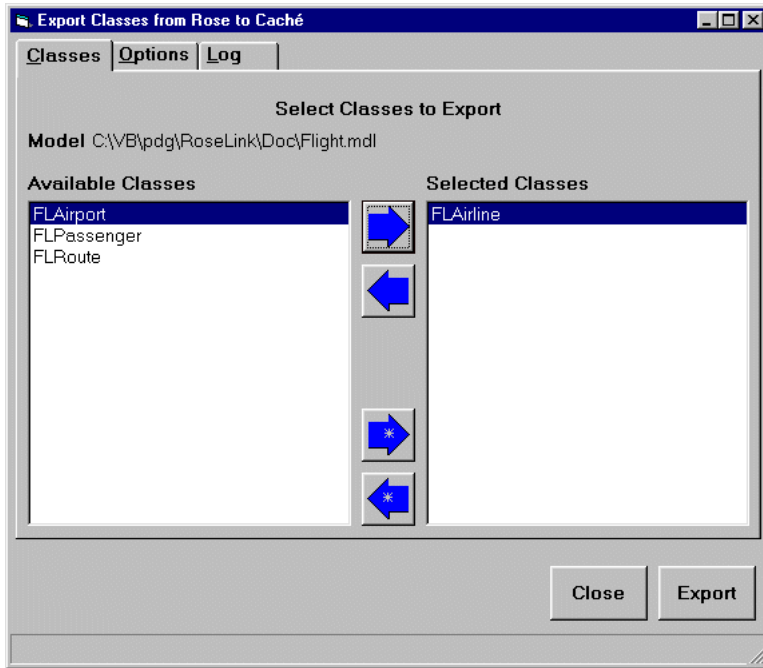 Export Classes from Rose to Caché
Classes Options Log
Select Classes to Export
Model C:\VB\pdg\RoseLink\Doc\Flight.mdl
Available Classes
FLAirport
FLPassenger
FLRoute
Selected Classes
FLAirline
*
*
Close Export